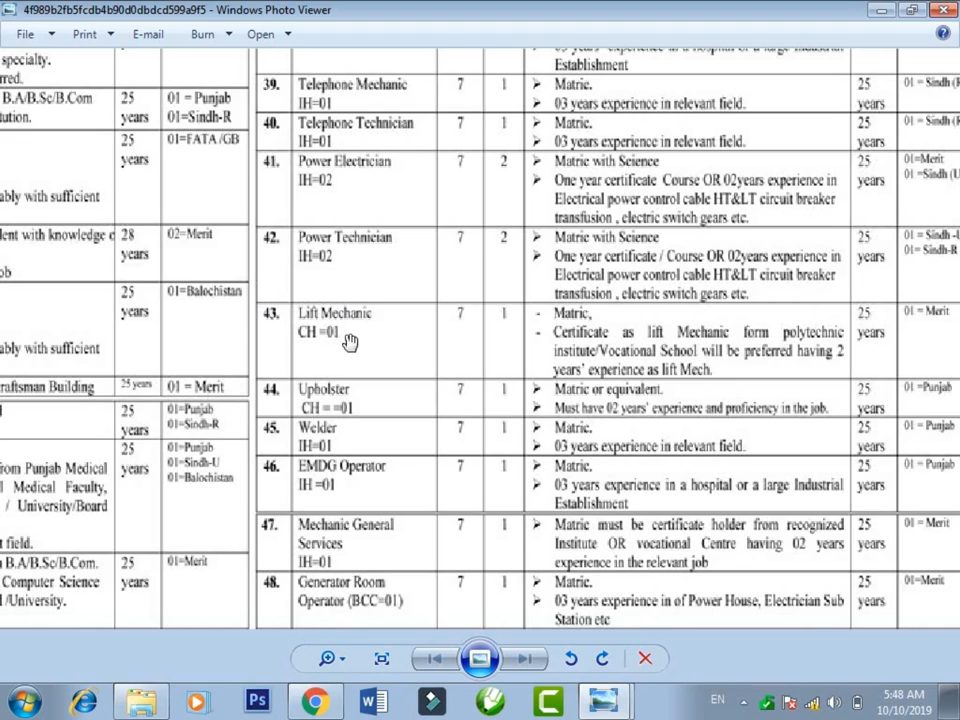 4f989b2fb5fcdb4b90d0dbdcd599a9f5 - Windows Photo Viewer
File Print E-mail Burn Open
specialty.
B.A/B.Sc/B.Com
25 years
01 = Punjab
01=Sindh-R
25 years
01=FATA /GB
ably with sufficient
with knowledge
28 years
02=Merit
25 years
01=Balochistan
ably with sufficient
Craftsman Building
25 years
01 = Merit
25 years
01=Punjab
01=Sindh-R
25 years
01=Punjab
01=Sindh-U
01=Balochistan
from Punjab Medical
Medical Faculty,
/ University/Board
field.
B.A/B.Sc/B.Com.
25 years
01=Merit
Computer Science
/University.
Establishment
39. Telephone Mechanic 7 1 Matric. 25
IH=01 03 years experience in relevant field. years
01 = Sindh
40. Telephone Technician 7 1 Matric. 25
IH=01 03 years experience in relevant field. years
01 = Sindh
41. Power Electrician 7 2 Matric with Science 25 01=Merit
IH=02 One year certificate Course OR 02years experience in years 01 =Sindh (U
Electrical power control cable HT&LT circuit breaker
transfusion , electric switch gears etc.
42. Power Technician 7 2 Matric with Science 25 01 = Sindh -U
IH=02 One year certificate / Course OR 02years experience in years 01= Sindh-R
Electrical power control cable HT&LT circuit breaker
transfusion , electric switch gears etc.
43. Lift Mechanic 7 1 - Matric, 25 01 = Merit
CH =01 - Certificate as lift Mechanic form polytechnic years
institute/Vocational School will be preferred having 2
years' experience as lift Mech.
44. Upholster 7 1 Matric or equivalent. 25 01 =Punjab
CH = =01 Must have 02 years' experience and proficiency in the job. years
45. Welder 7 1 Matric. 25 01 = Punjab
IH=01 03 years experience in relevant field. years
46. EMDG Operator 7 1 Matric. 25 01 = Punjab
IH =01 03 years experience in a hospital or a large Industrial years
Establishment
47. Mechanic General 7 1 Matric must be certificate holder from recognized 25 01 = Merit
Services Institute OR vocational Centre having 02 years years
IH=01 experience in the relevant job
48. Generator Room 7 1 Matric. 25 01=Merit
Operator (BCC=01) 03 years experience in of Power House, Electrician Sub years
Station etc
EN
5:48 AM
10/10/2019